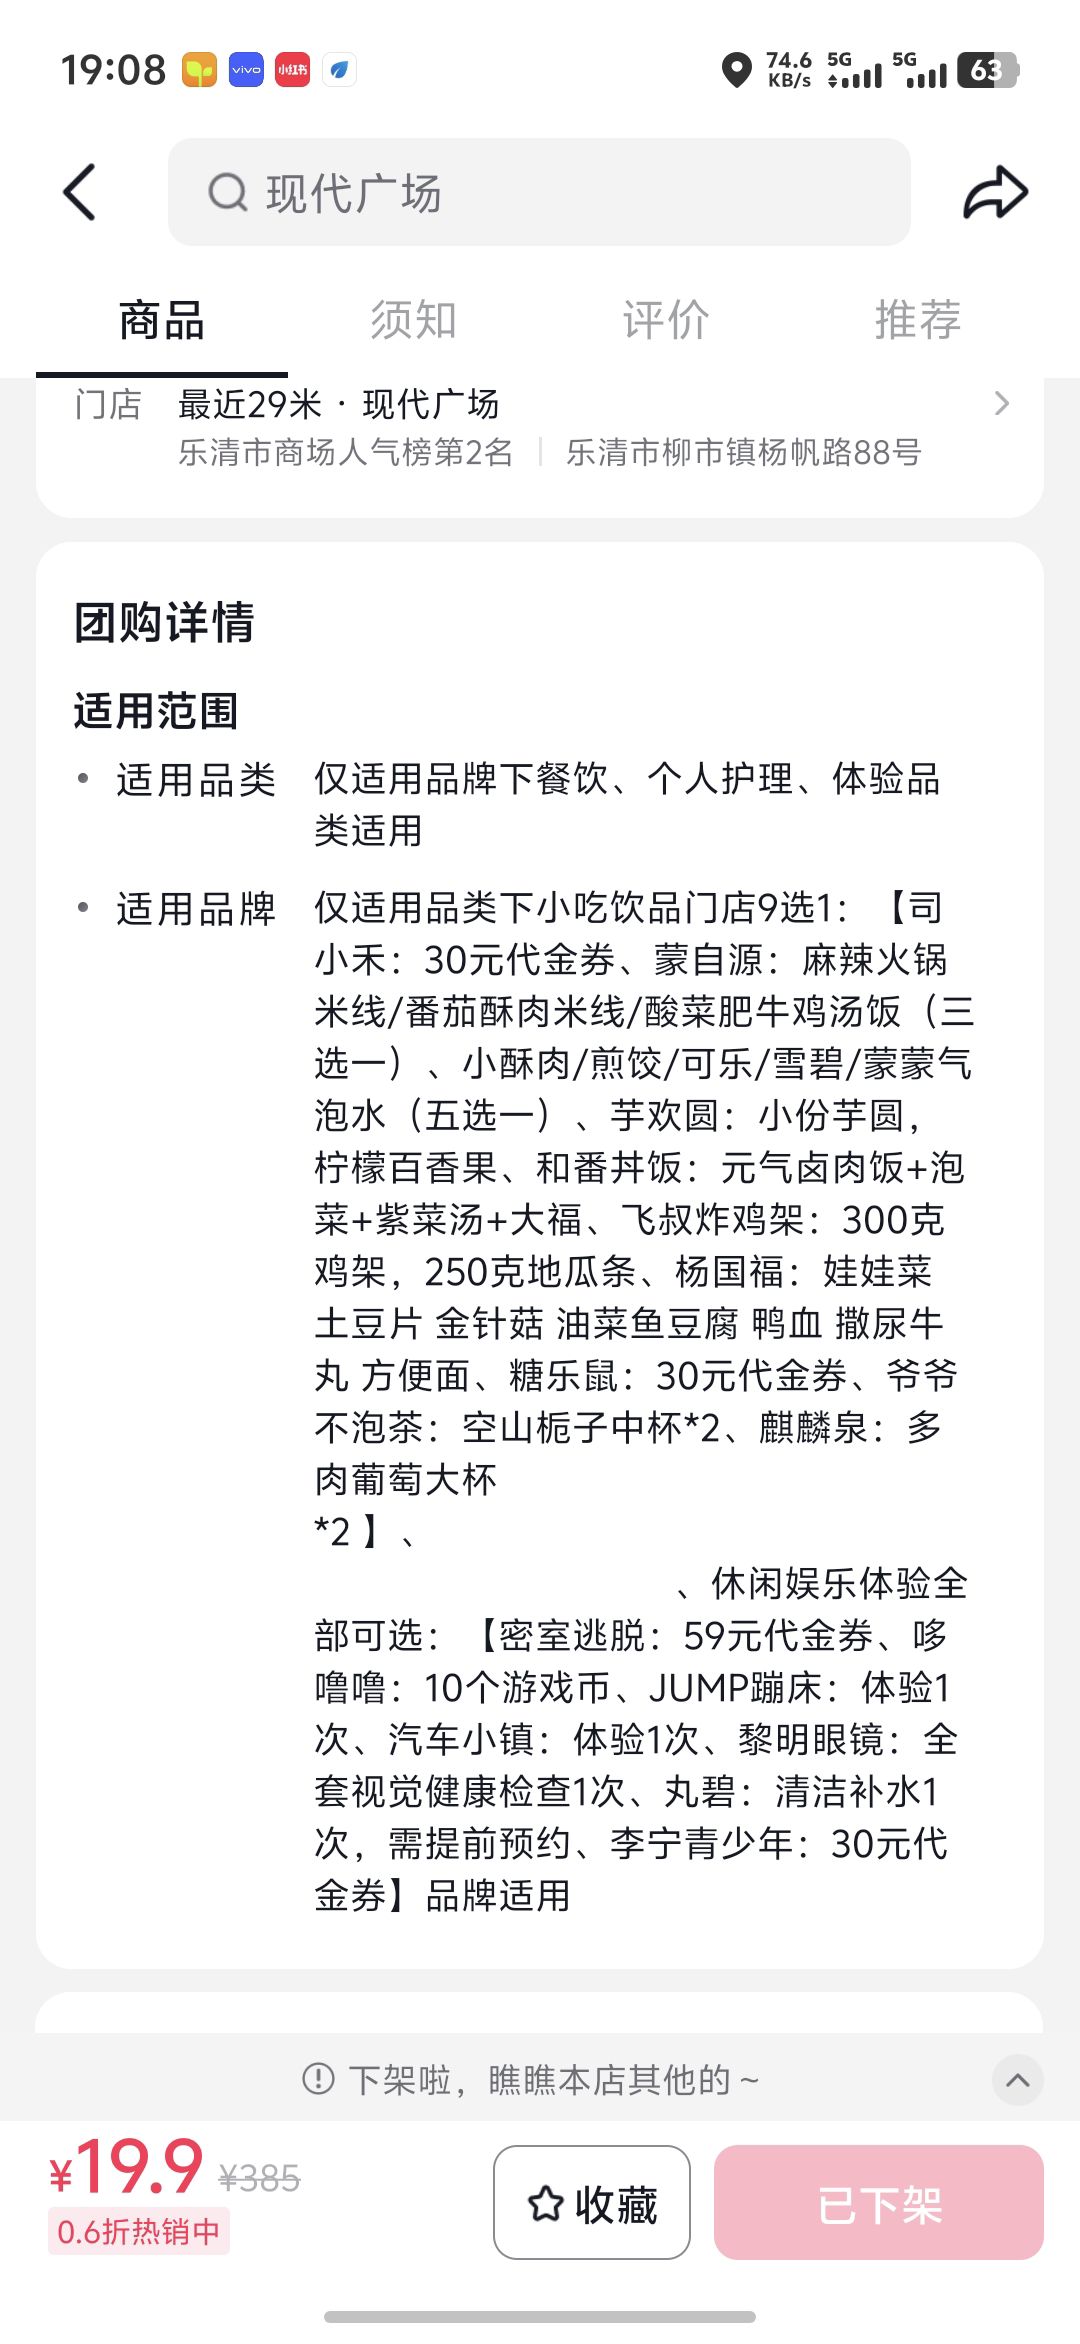 19:08
vivo
小红书
74.6
KB/s
5G
5G
63
现代广场
商品
须知
评价
推荐
门店
最近29米 · 现代广场
乐清市商场人气榜第2名 | 乐清市柳市镇杨帆路88号
团购详情
适用范围
• 适用品类 仅适用品牌下餐饮、个人护理、体验品
类适用
• 适用品牌 仅适用品类下小吃饮品门店9选1：【司
小禾：30元代金券、蒙自源：麻辣火锅
米线/番茄酥肉米线/酸菜肥牛鸡汤饭（三
选一）、小酥肉/煎饺/可乐/雪碧/蒙蒙气
泡水（五选一）、芋欢圆：小份芋圆，
柠檬百香果、和番丼饭：元气卤肉饭+泡
菜+紫菜汤+大福、飞叔炸鸡架：300克
鸡架，250克地瓜条、杨国福：娃娃菜
土豆片 金针菇 油菜鱼豆腐 鸭血 撒尿牛
丸 方便面、糖乐鼠：30元代金券、爷爷
不泡茶：空山栀子中杯*2、麒麟泉：多
肉葡萄大杯
*2 】、
、休闲娱乐体验全
部可选：【密室逃脱：59元代金券、哆
噜噜：10个游戏币、JUMP蹦床：体验1
次、汽车小镇：体验1次、黎明眼镜：全
套视觉健康检查1次、丸碧：清洁补水1
次，需提前预约、李宁青少年：30元代
金券】品牌适用
下架啦，瞧瞧本店其他的 ~
¥19.9 ¥385
0.6折热销中
收藏
已下架